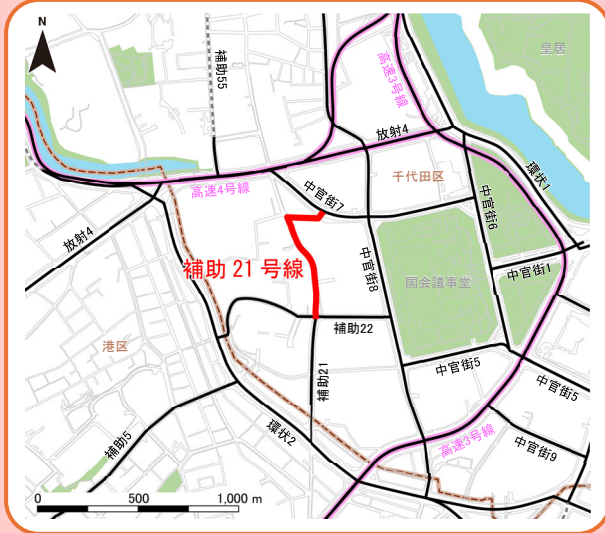 N
補助55
高速3号線
皇居
放射4
環状1
千代田区
高速4号線
中官街7
中官街6
放射4
補助21号線
中官街8
国会議事堂
中官街1
補助22
港区
補助21
中官街5
中官街5
補助5
環状2
高速3号線
中官街9
0 500 1,000 m